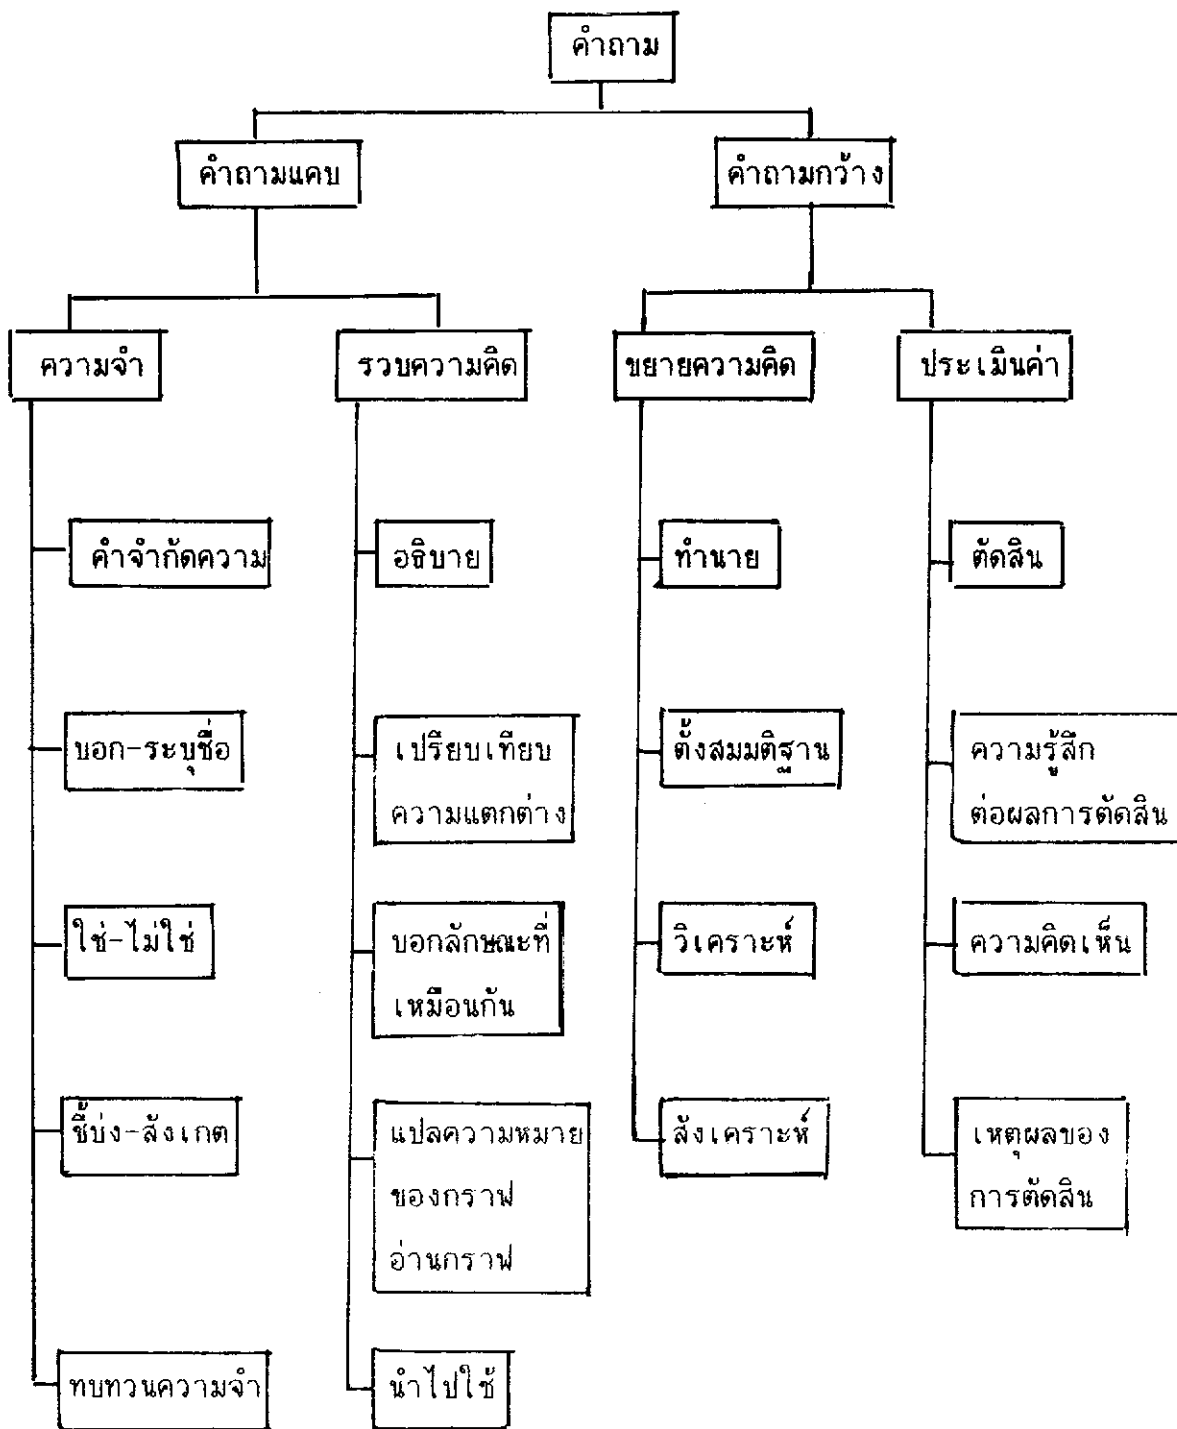 คำถาม
คำถามแคบ
คำถามกว้าง
ความจำ
รวบความคิด
ขยายความคิด
ประเมินค่า
คำจำกัดความ
อธิบาย
ทำนาย
ตัดสิน
บอก-ระบุชื่อ
เปรียบเทียบ
ความแตกต่าง
ตั้งสมมติฐาน
ความรู้สึก
ต่อผลการตัดสิน
ใช่-ไม่ใช่
บอกลักษณะที่
เหมือนกัน
วิเคราะห์
ความคิดเห็น
ชี้บ่ง-สังเกต
แปลความหมาย
ของกราฟ
อ่านกราฟ
สังเคราะห์
เหตุผลของ
การตัดสิน
ทบทวนความจำ
นำไปใช้